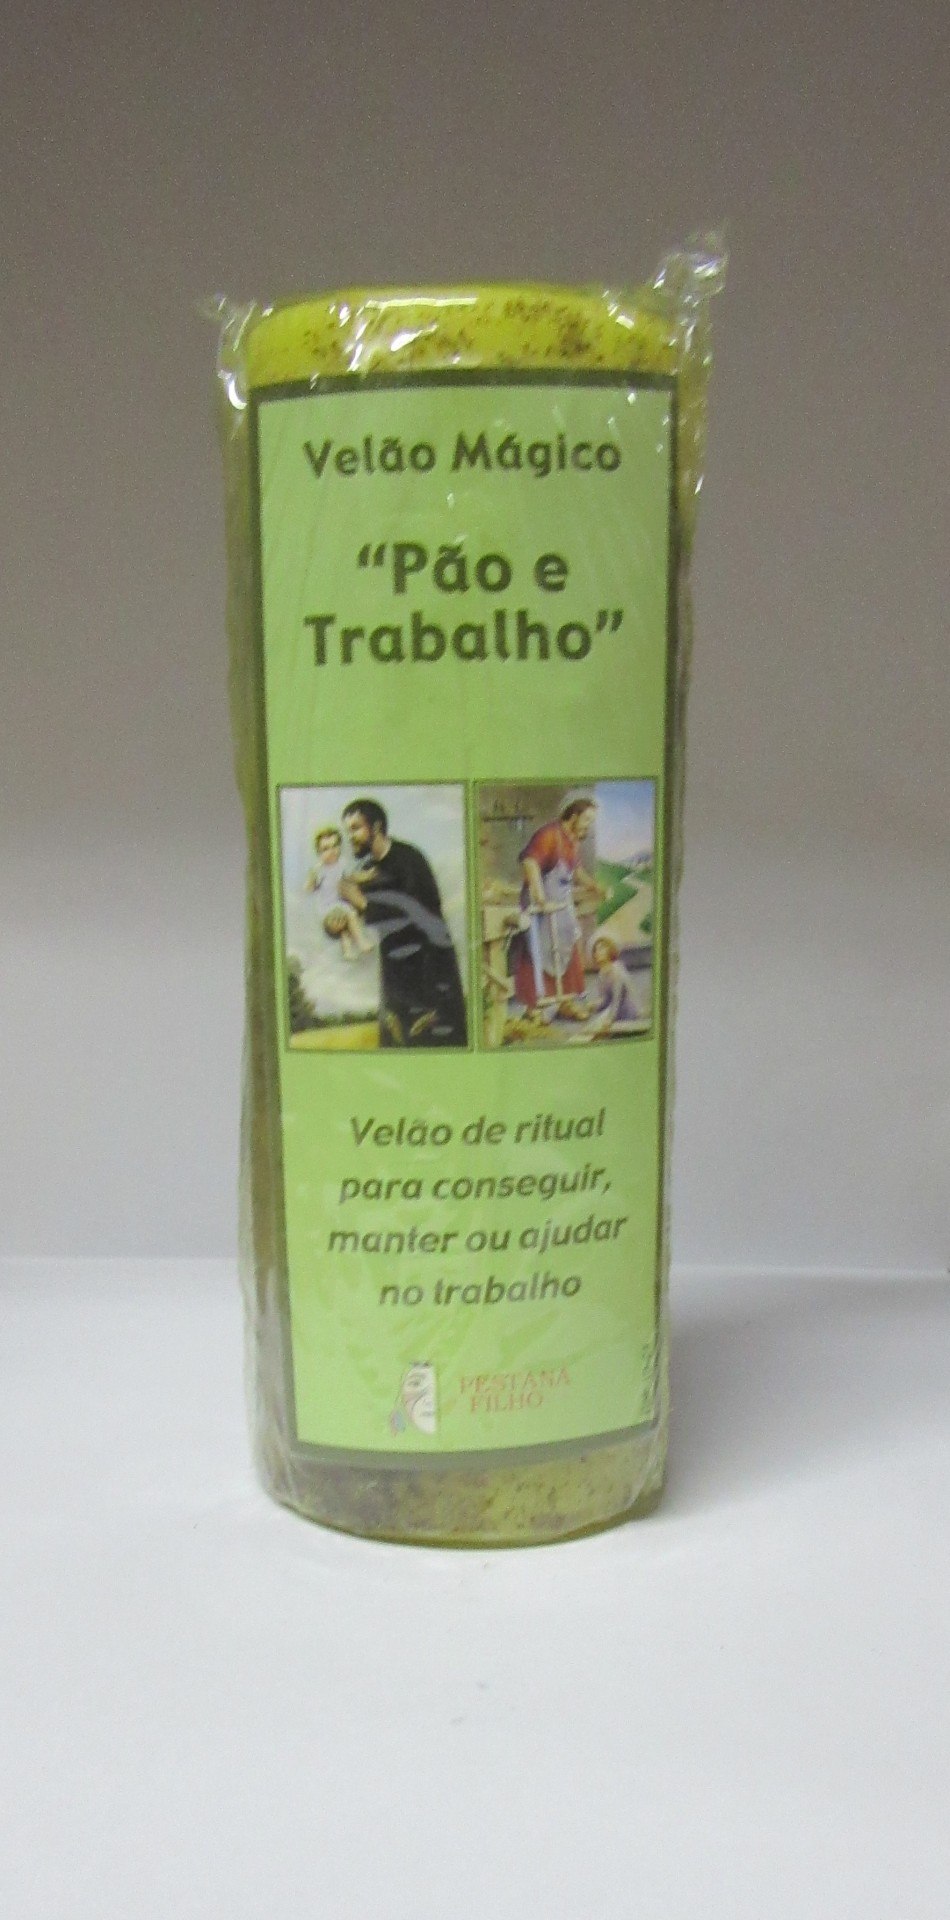 Velão Mágico
“Pão e
Trabalho”
Velão de ritual
para conseguir,
manter ou ajudar
no trabalho
PESTANA
FILHO